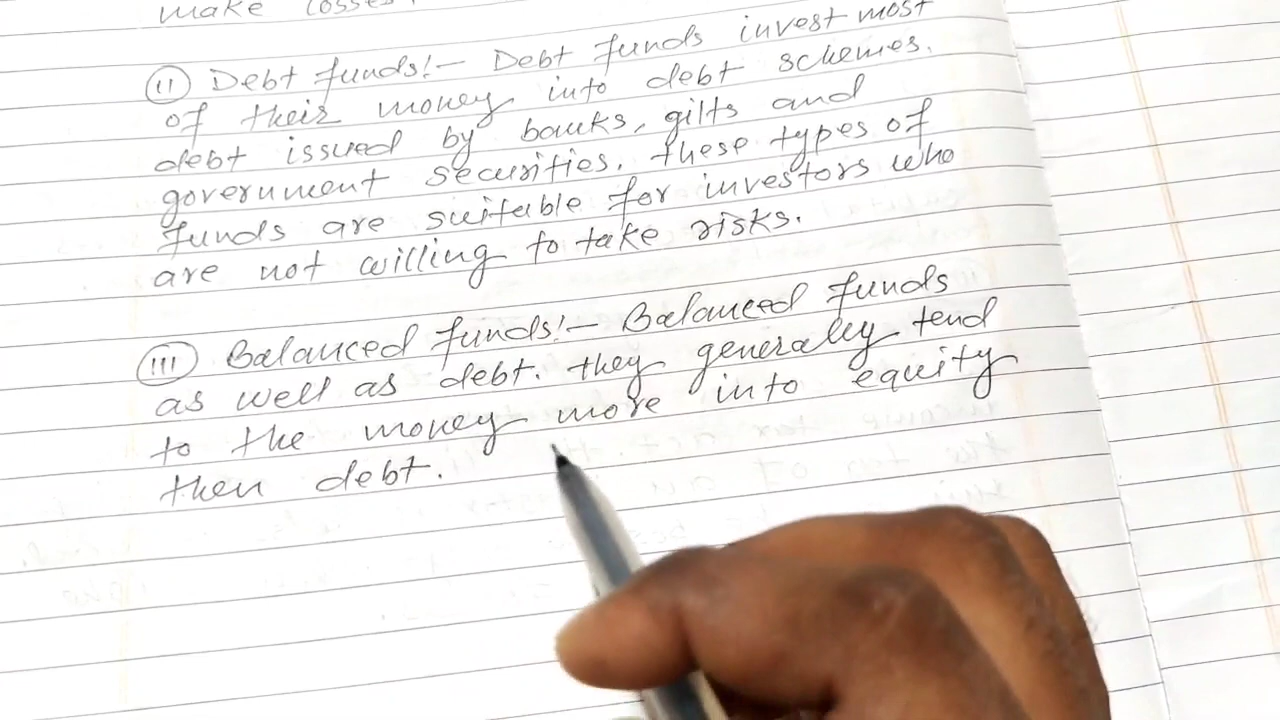 make losses.
(II) Debt funds!- Debt funds invest most
of their money into debt schemes.
debt issued by banks, gilts and
government securities. these types of
funds are suitable for investors who
are not willing to take risks.
(III) Balanced funds!- Balanced funds
as well as debt. they generally tend
to the money more into equity
then debt.